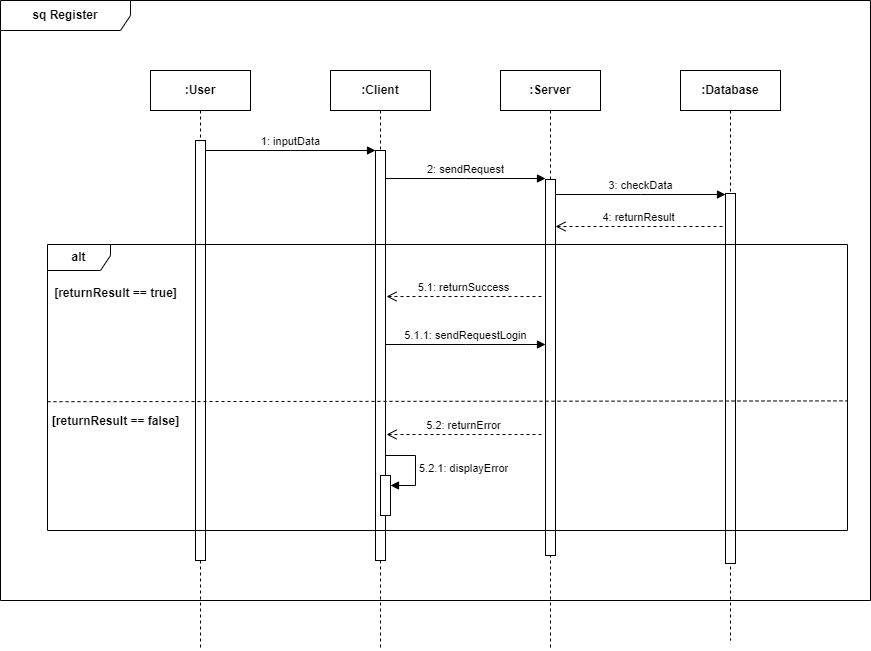 sq Register
:User
:Client
:Server
:Database
1: inputData
2: sendRequest
3: checkData
4: returnResult
alt
[returnResult == true]
5.1: returnSuccess
5.1.1: sendRequestLogin
[returnResult == false]
5.2: returnError
5.2.1: displayError